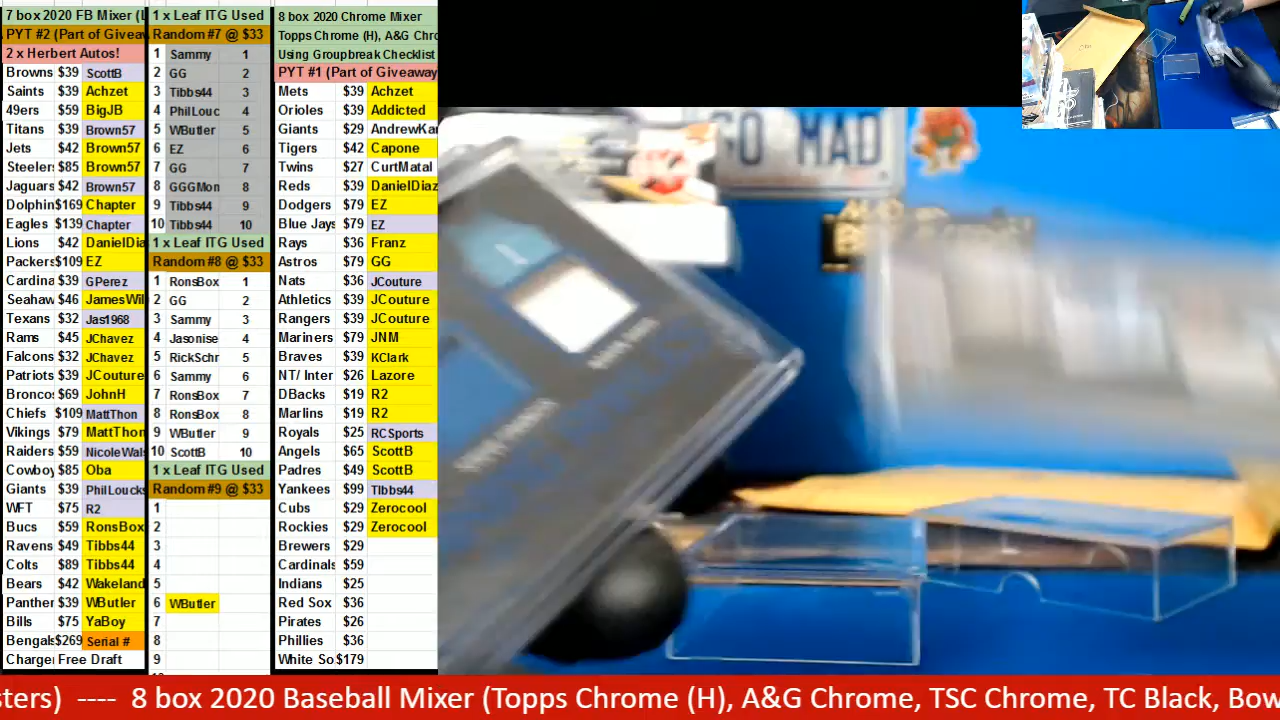 7 box 2020 FB Mixer (L
PYT #2 (Part of Giveaw
2 x Herbert Autos!
Browns $39 ScottB
Saints $39 Achzet
49ers $59 BigJB
Titans $39 Brown57
Jets $42 Brown57
Steelers $85 Brown57
Jaguars $42 Brown57
Dolphin $169 Chapter
Eagles $139 Chapter
Lions $42 DanielDia
Packers $109 EZ
Cardina $39 GPerez
Seahaw $46 JamesWil
Texans $32 Jas1968
Rams $45 JChavez
Falcons $32 JChavez
Patriots $39 JCouture
Bronco $69 JohnH
Chiefs $109 MattThon
Vikings $79 MattThon
Raiders $59 NicoleWals
Cowboy $85 Oba
Giants $39 PhilLoucks
WFT $75 R2
Bucs $59 RonsBox
Ravens $49 Tibbs44
Colts $89 Tibbs44
Bears $42 Wakeland
Panther $39 WButler
Bills $75 YaBoy
Bengals $269 Serial #
Charger Free Draft
1 x Leaf ITG Used
Random #7 @ $33
1 Sammy 1
2 GG 2
3 Tibbs44 3
4 PhilLouc 4
5 WButler 5
6 EZ 6
7 GG 7
8 GGGMon 8
9 Tibbs44 9
10 Tibbs44 10
1 x Leaf ITG Used
Random #8 @ $33
1 RonsBox 1
2 GG 2
3 Sammy 3
4 Jasonise 4
5 RickSchr 5
6 Sammy 6
7 RonsBox 7
8 RonsBox 8
9 WButler 9
10 ScottB 10
1 x Leaf ITG Used
Random #9 @ $33
1
2
3
4
5
6 WButler
7
8
9
8 box 2020 Chrome Mixer
Topps Chrome (H), A&G Chro
Using Groupbreak Checklist
PYT #1 (Part of Giveaway
Mets $39 Achzet
Orioles $39 Addicted
Giants $29 AndrewKar
Tigers $42 Capone
Twins $27 CurtMatal
Reds $39 DanielDiaz
Dodgers $79 EZ
Blue Jays $79 EZ
Rays $36 Franz
Astros $79 GG
Nats $36 JCouture
Athletics $39 JCouture
Rangers $39 JCouture
Mariners $79 JNM
Braves $39 KClark
NT/ Inter $26 Lazore
DBacks $19 R2
Marlins $19 R2
Royals $25 RCSports
Angels $65 ScottB
Padres $49 ScottB
Yankees $99 TIbbs44
Cubs $29 Zerocool
Rockies $29 Zerocool
Brewers $29
Cardinals $59
Indians $25
Red Sox $36
Pirates $26
Phillies $36
White So $179
GO MAD
sters) ---- 8 box 2020 Baseball Mixer (Topps Chrome (H), A&G Chrome, TSC Chrome, TC Black, Bow